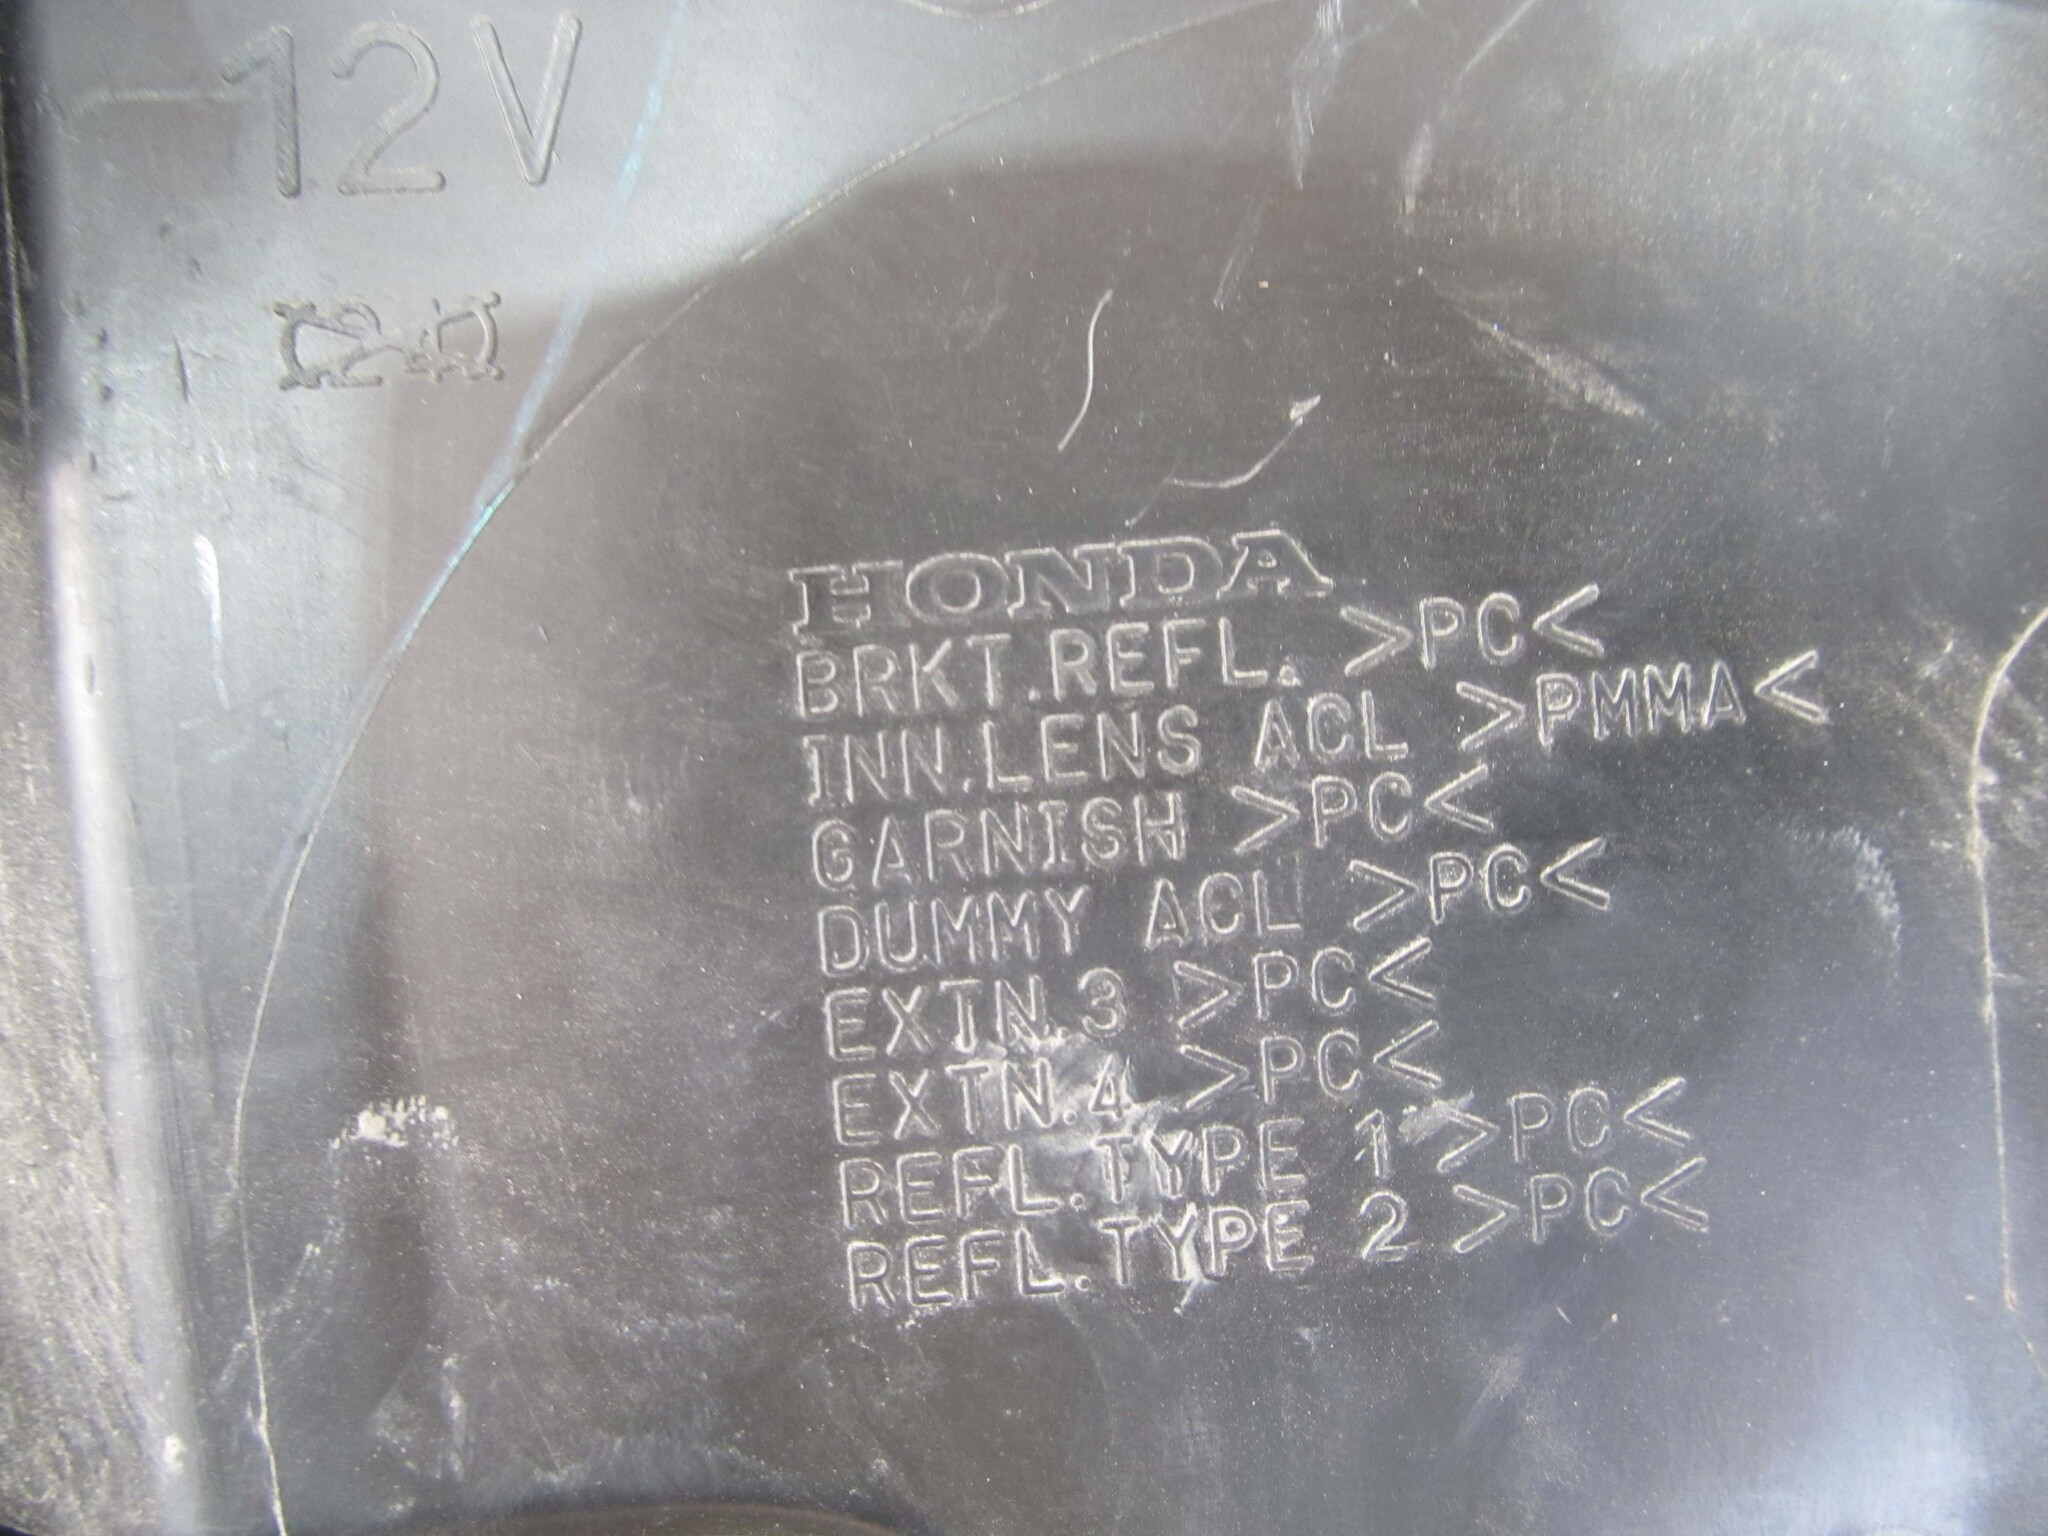 12V
HONDA
BRKT.REFL. >PC<
INN.LENS ACL >PMMA<
GARNISH >PC<
DUMMY ACL >PC<
EXTN.3 >PC<
EXTN.4 >PC<
REFL.TYPE 1 >PC<
REFL.TYPE 2 >PC<